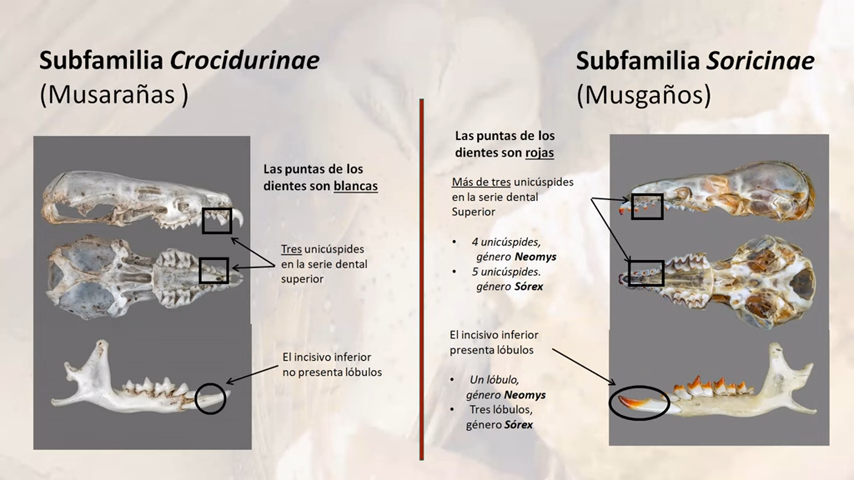 Subfamilia Crocidurinae
(Musarañas )
Las puntas de los
dientes son blancas
Tres unicúspides
en la serie dental
superior
El incisivo inferior
no presenta lóbulos
Subfamilia Soricinae
(Musgaños)
Las puntas de los
dientes son rojas
Más de tres unicúspides
en la serie dental
Superior
• 4 unicúspides,
género Neomys
• 5 unicúspides.
género Sórex
El incisivo inferior
presenta lóbulos
• Un lóbulo,
género Neomys
• Tres lóbulos,
género Sórex